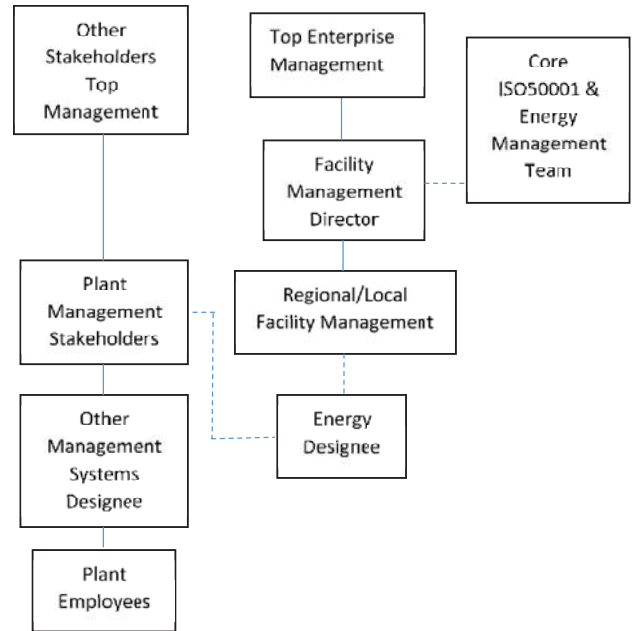 Other
Stakeholders
Top
Management
Top Enterprise
Management
Core
ISO50001 &
Energy
Management
Team
Facility
Management
Director
Plant
Management
Stakeholders
Regional/Local
Facility Management
Other
Management
Systems
Designee
Energy
Designee
Plant
Employees